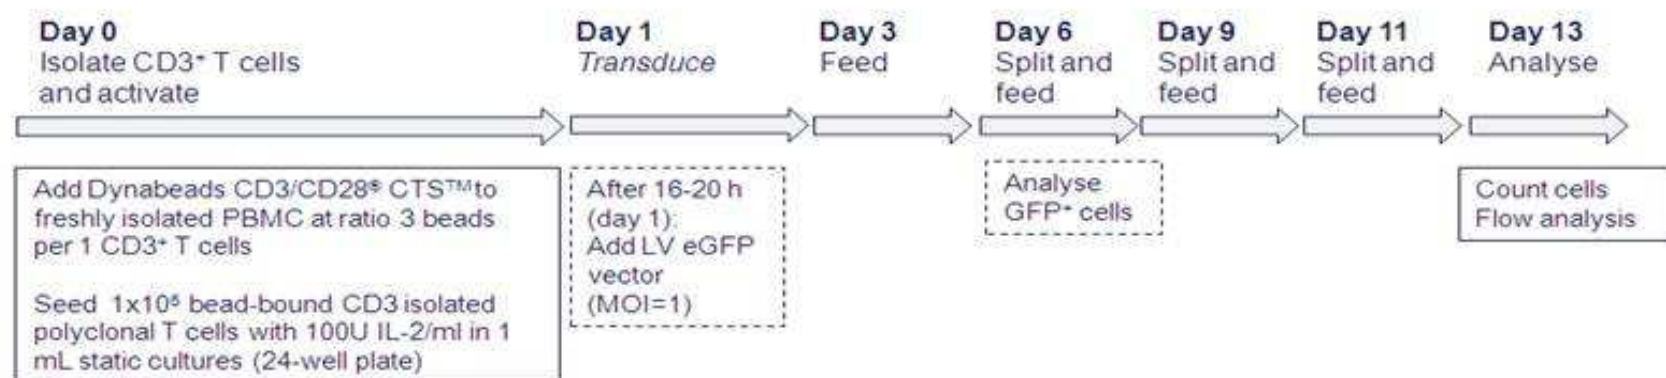 Day 0
Isolate CD3⁺ T cells
and activate
Day 1
Transduce
Day 3
Feed
Day 6
Split and
feed
Day 9
Split and
feed
Day 11
Split and
feed
Day 13
Analyse
Add Dynabeads CD3/CD28® CTS™ to
freshly isolated PBMC at ratio 3 beads
per 1 CD3⁺ T cells
Seed 1x10⁶ bead-bound CD3 isolated
polyclonal T cells with 100U IL-2/ml in 1
mL static cultures (24-well plate)
After 16-20 h
(day 1):
Add LV eGFP
vector
(MOI=1)
Analyse
GFP⁺ cells
Count cells
Flow analysis